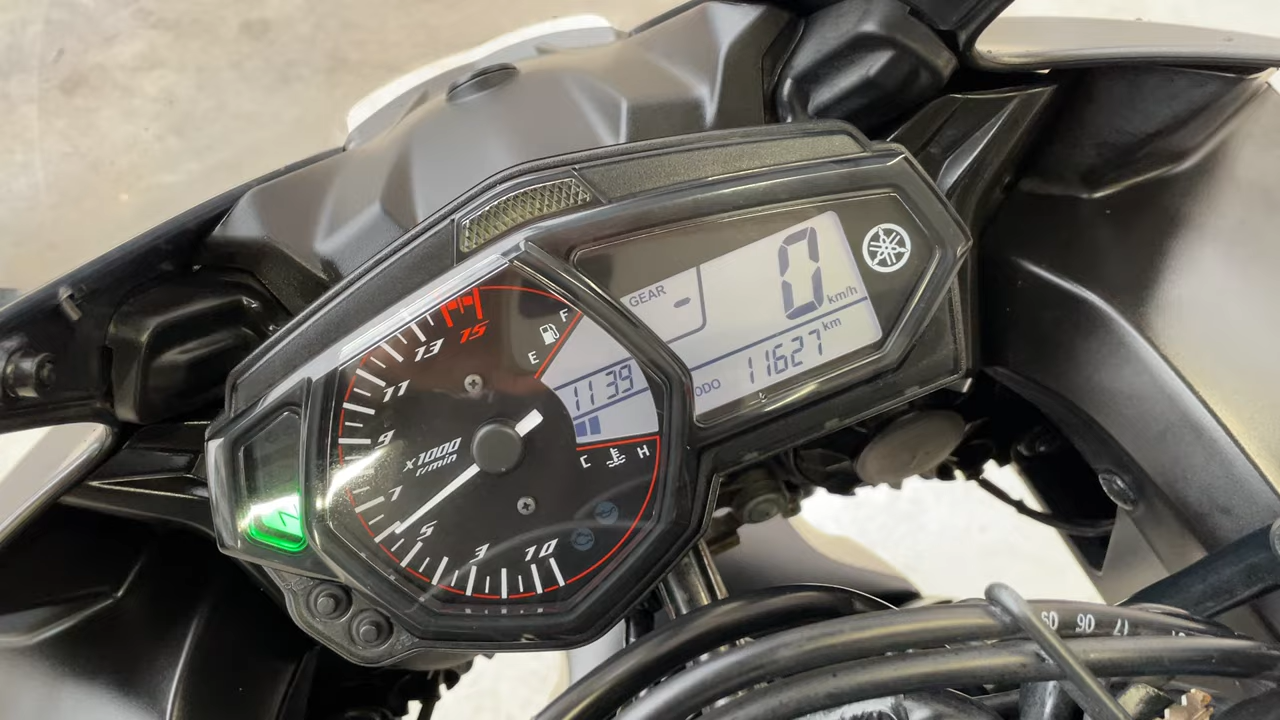 GEAR -
0 km/h
ODO 11627 km
F
E
11:39
C H
x1000
r/min
15
13
11
9
7
5
3
10
N